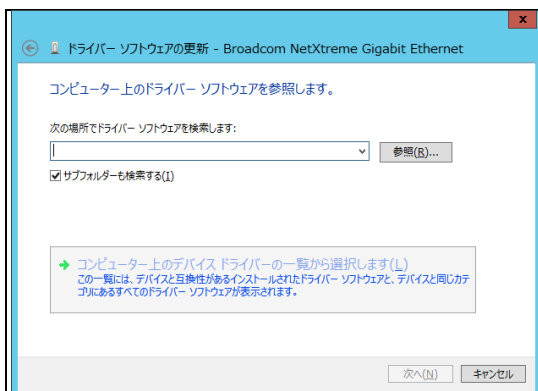 ドライバー ソフトウェアの更新 - Broadcom NetXtreme Gigabit Ethernet
コンピューター上のドライバー ソフトウェアを参照します。
次の場所でドライバー ソフトウェアを検索します:
参照(R)...
サブフォルダーも検索する(I)
コンピューター上のデバイス ドライバーの一覧から選択します(L)
この一覧には、デバイスと互換性があるインストールされたドライバー ソフトウェアと、デバイスと同じカテ
ゴリにあるすべてのドライバー ソフトウェアが表示されます。
次へ(N)
キャンセル